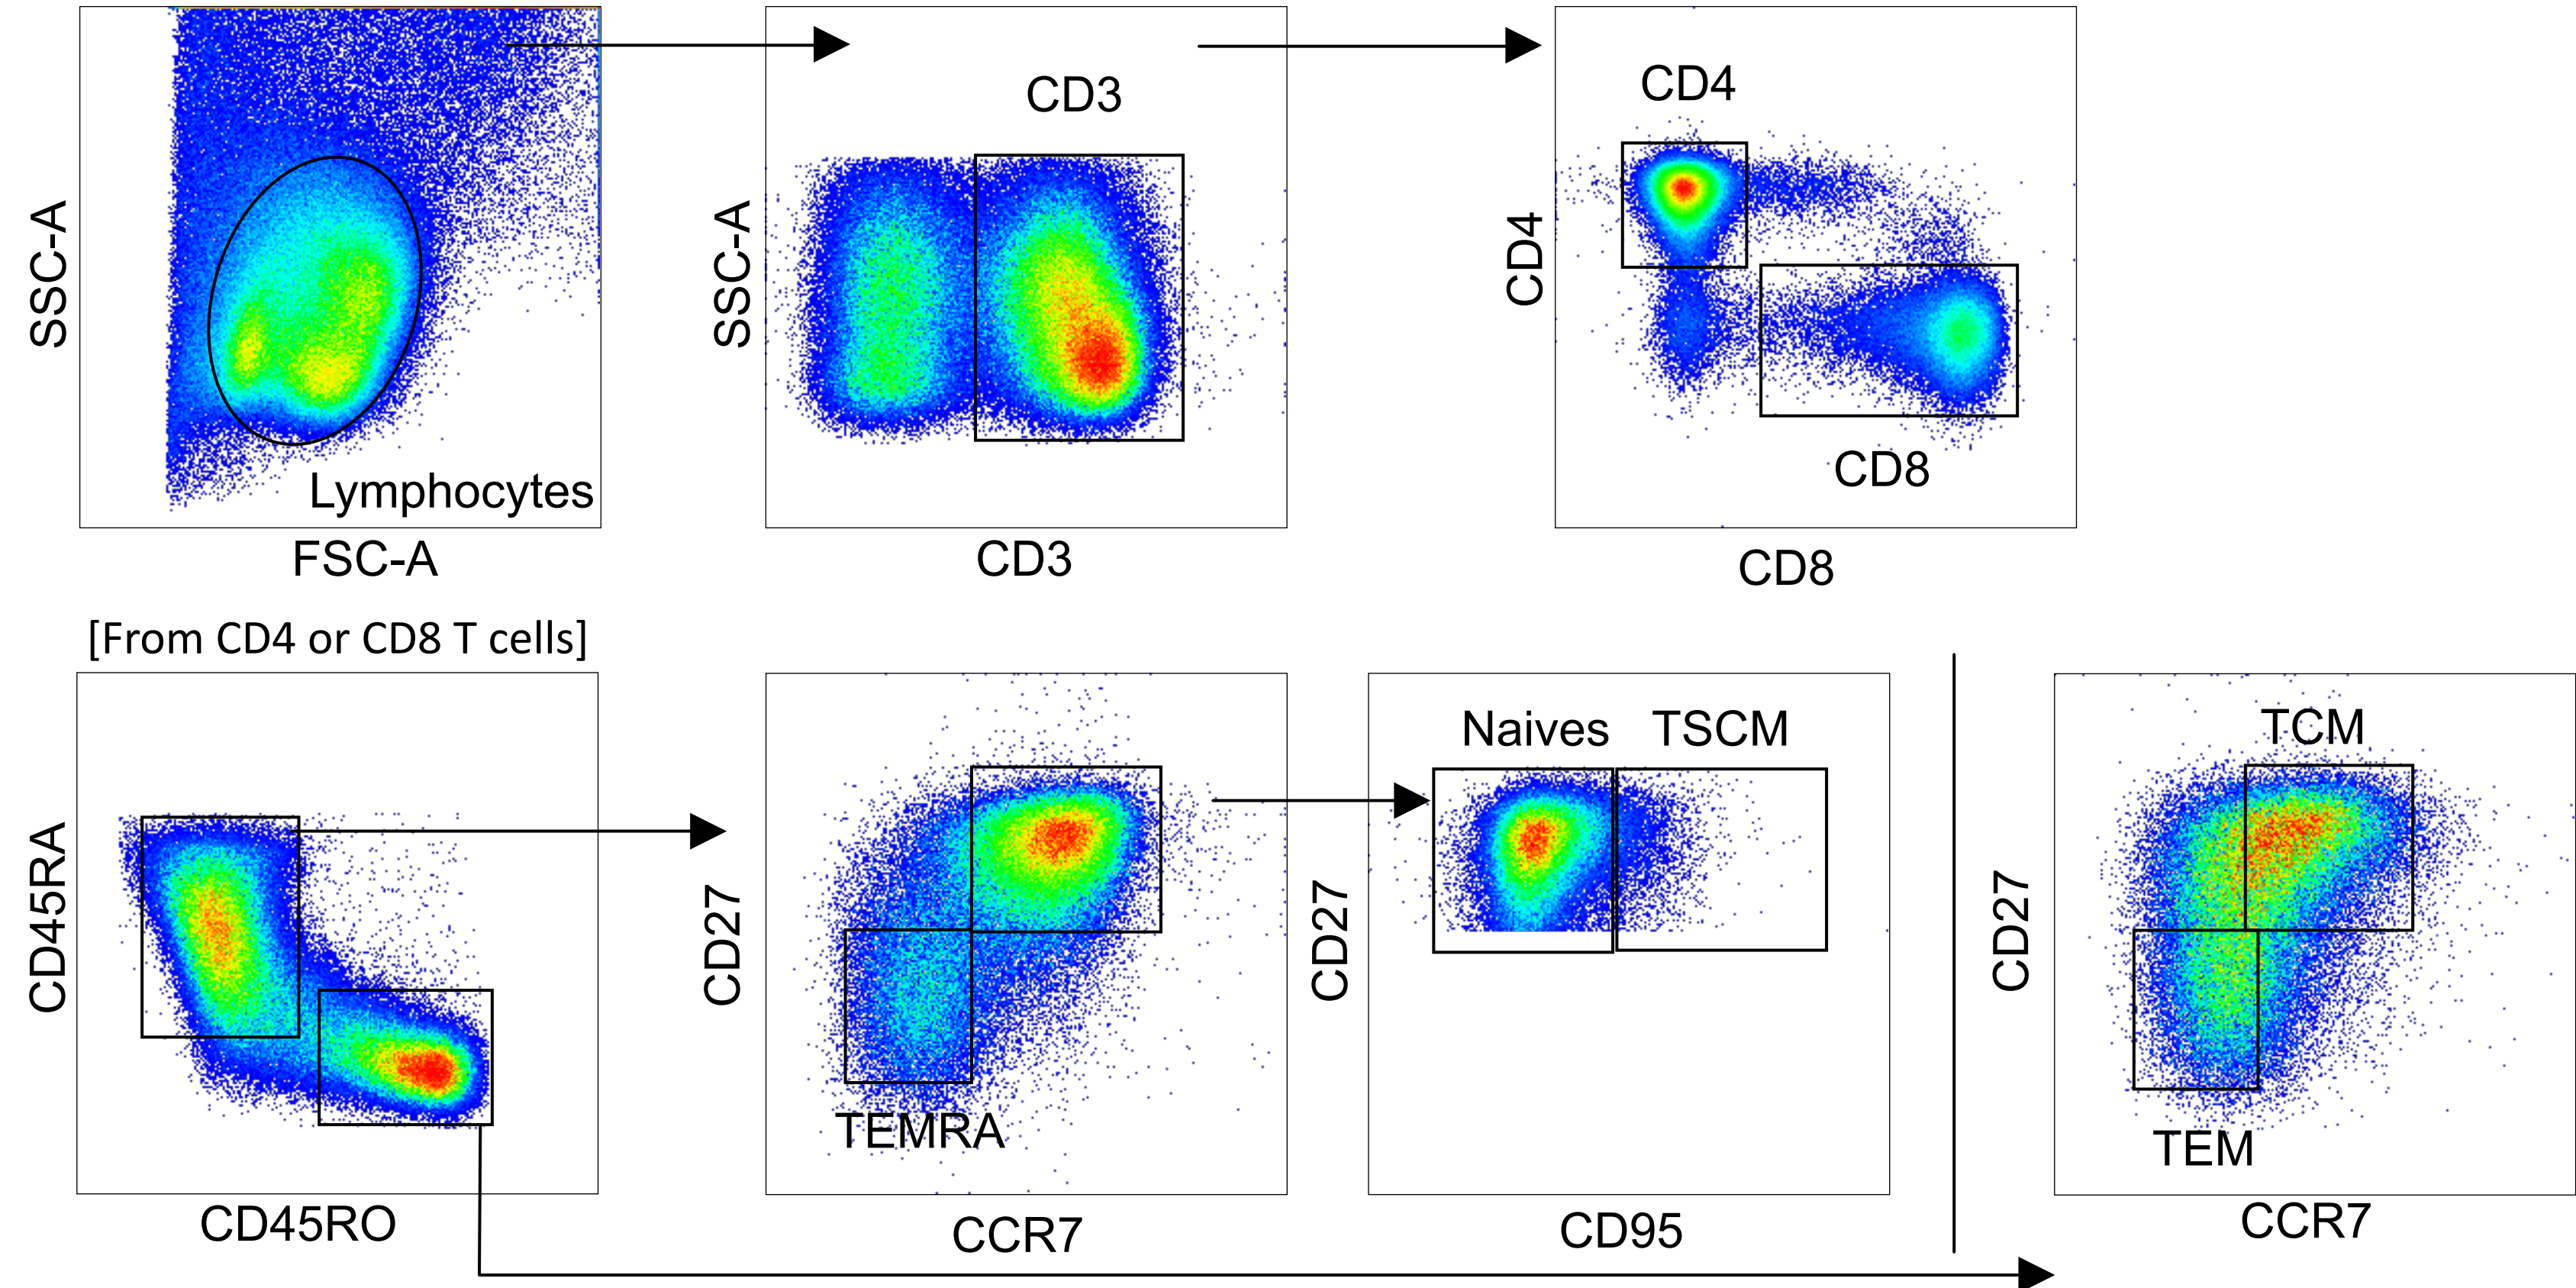 SSC-A
Lymphocytes
FSC-A
SSC-A
CD3
CD3
CD4
CD4
CD8
CD8
[From CD4 or CD8 T cells]
CD45RA
CD45RO
CD27
TEMRA
CCR7
CD27
Naives TSCM
CD95
CD27
TCM
TEM
CCR7